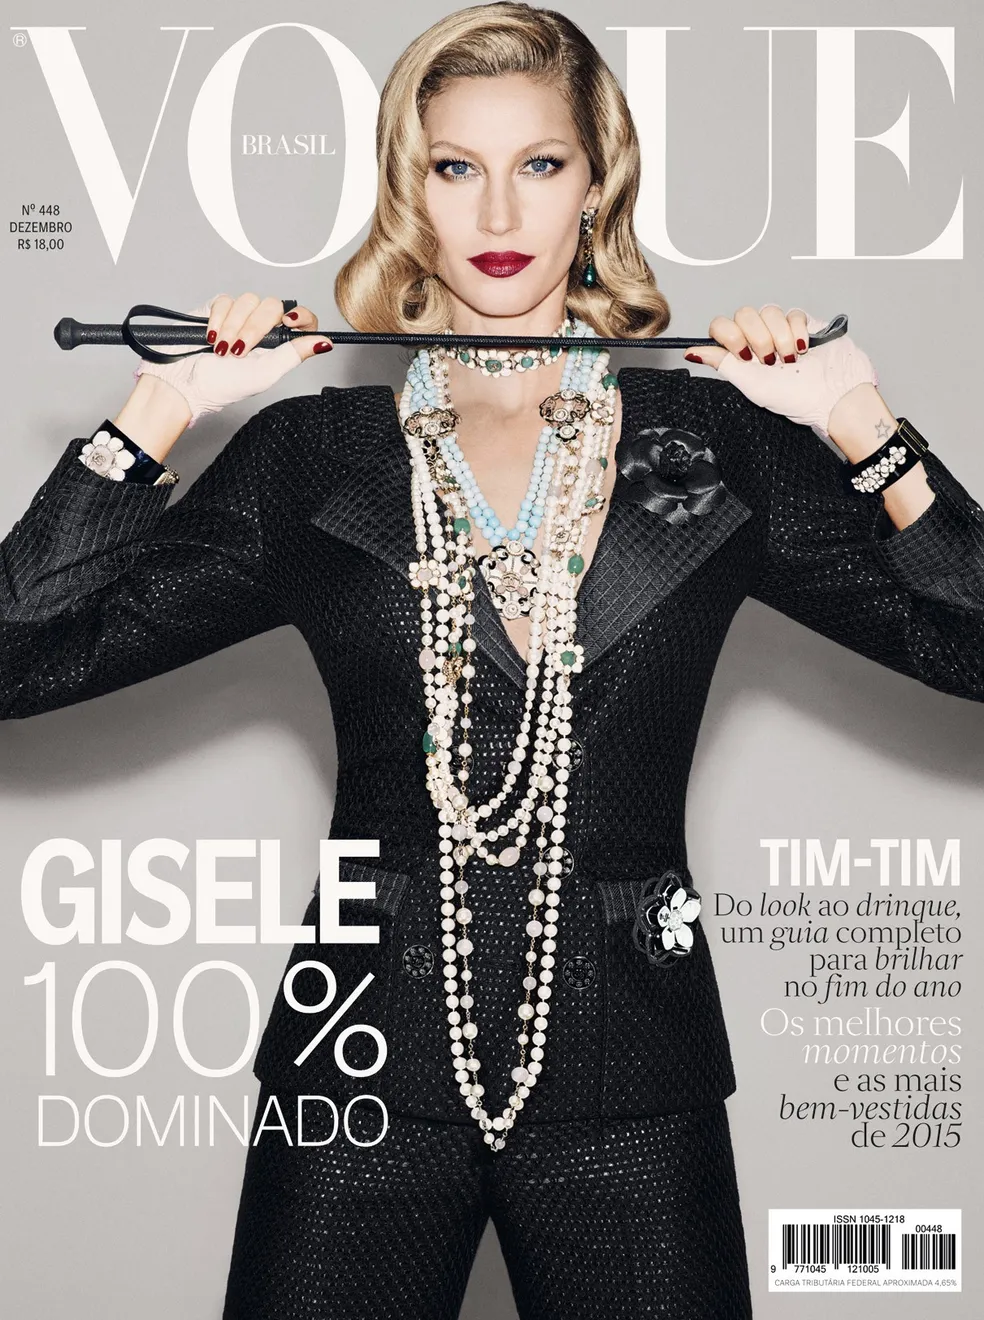 ®
VOGUE
BRASIL
Nº 448
DEZEMBRO
R$ 18,00
GISELE
100%
DOMINADO
TIM-TIM
Do look ao drinque,
um guia completo
para brilhar
no fim do ano
Os melhores
momentos
e as mais
bem-vestidas
de 2015
ISSN 1045-1218
00448
9 771045 121005
CARGA TRIBUTÁRIA FEDERAL APROXIMADA 4,65%